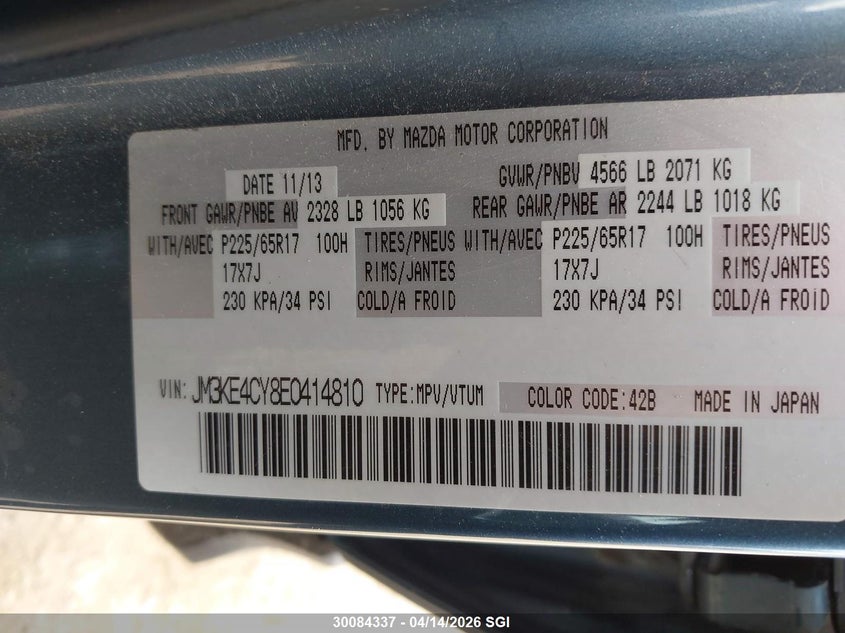 MFD. BY MAZDA MOTOR CORPORATION
DATE 11/13 GVWR/PNBV 4566 LB 2071 KG
FRONT GAWR/PNBE AV 2328 LB 1056 KG REAR GAWR/PNBE AR 2244 LB 1018 KG
WITH/AVEC P225/65R17 100H TIRES/PNEUS WITH/AVEC P225/65R17 100H TIRES/PNEUS
17X7J RIMS/JANTES 17X7J RIMS/JANTES
230 KPA/34 PSI COLD/A FROID 230 KPA/34 PSI COLD/A FROID
VIN: JM3KE4CY8E0414810 TYPE:MPV/VTUM COLOR CODE:42B MADE IN JAPAN
30084337 - 04/14/2026 SGI